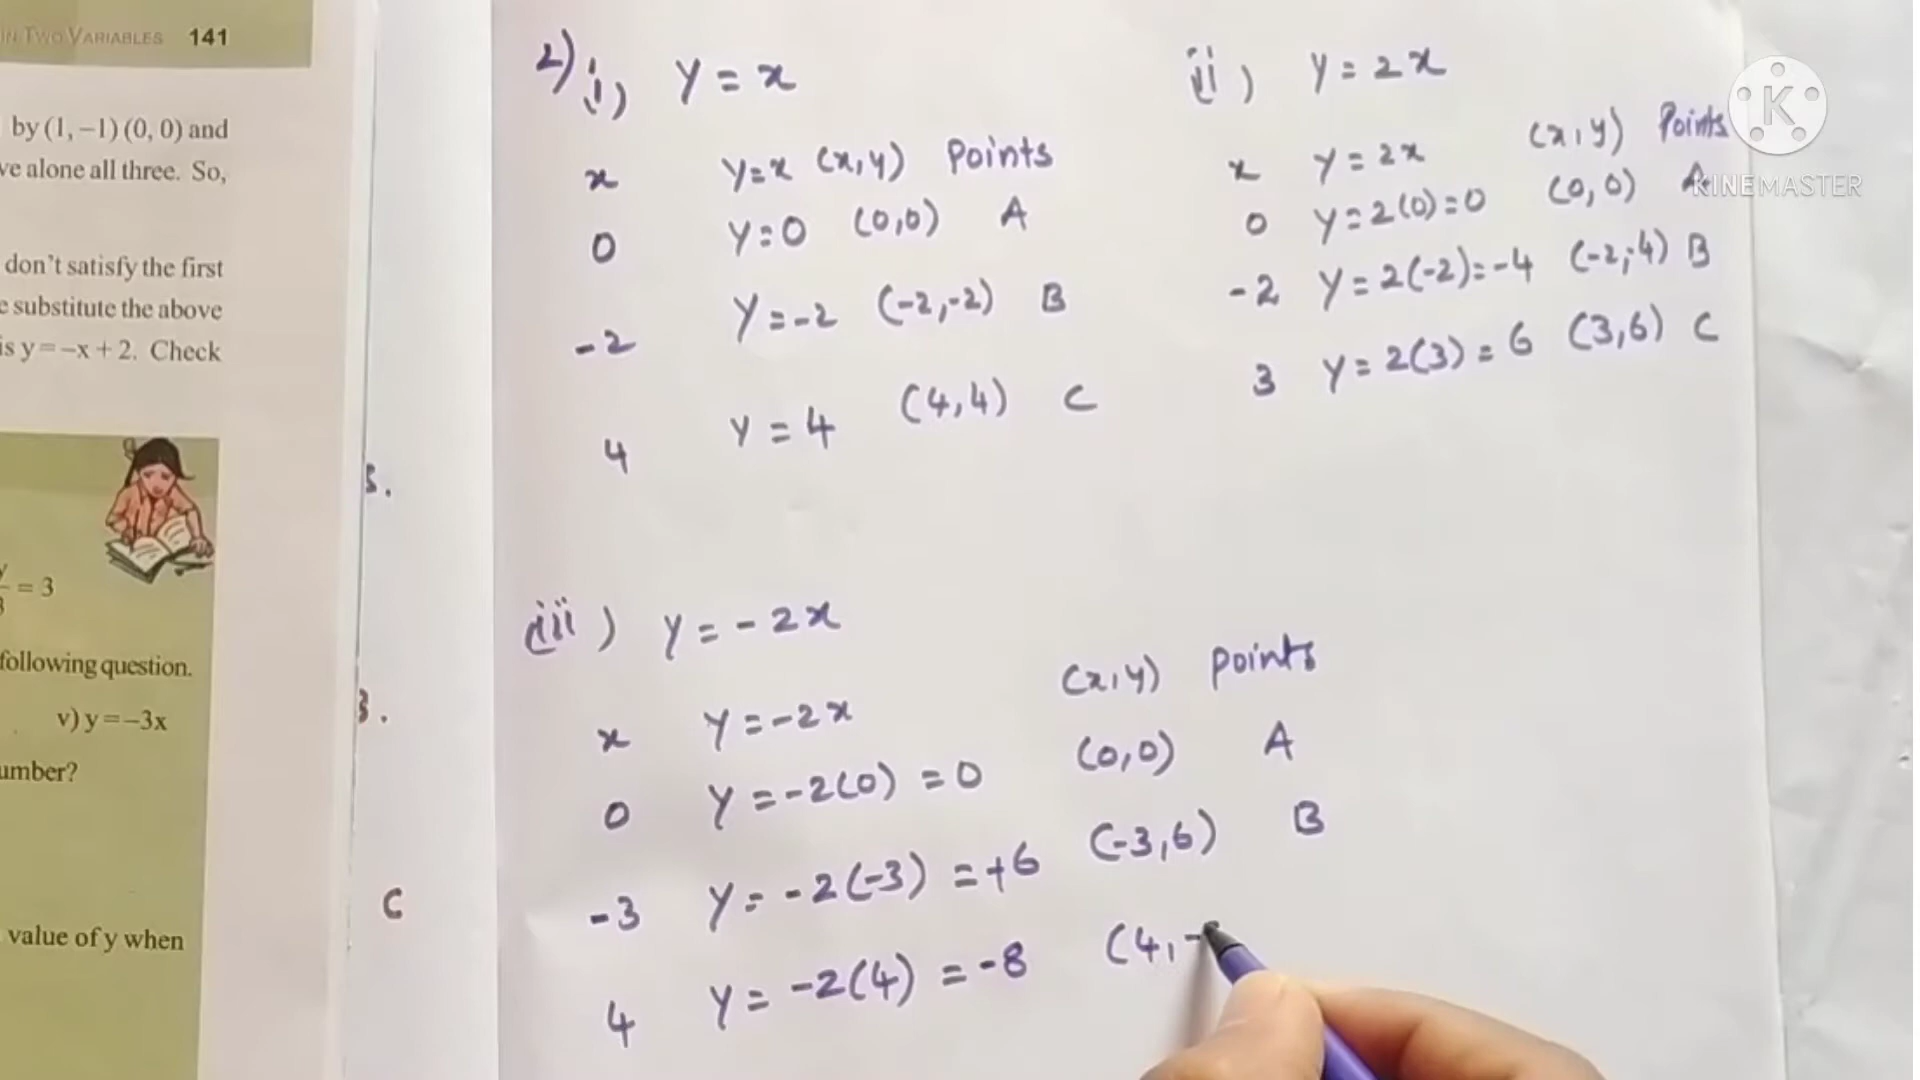 IN TWO VARIABLES 141
by (1, −1) (0, 0) and
ve alone all three. So,
don't satisfy the first
e substitute the above
is y = −x + 2. Check
= 3
following question.
v) y = −3x
umber?
value of y when
3.
C
2) i) y = x
x y=x (x,y) Points
0 y=0 (0,0) A
-2 y=-2 (-2,-2) B
4 y=4 (4,4) C
ii) y = 2x
x y = 2x (x,y) Points
0 y = 2(0) = 0 (0,0) A
-2 y = 2(-2) = -4 (-2,-4) B
3 y = 2(3) = 6 (3,6) C
iii) y = -2x
x y = -2x (x,y) points
0 y = -2(0) = 0 (0,0) A
-3 y = -2(-3) = +6 (-3,6) B
4 y = -2(4) = -8 (4,-
K
KINEMASTER